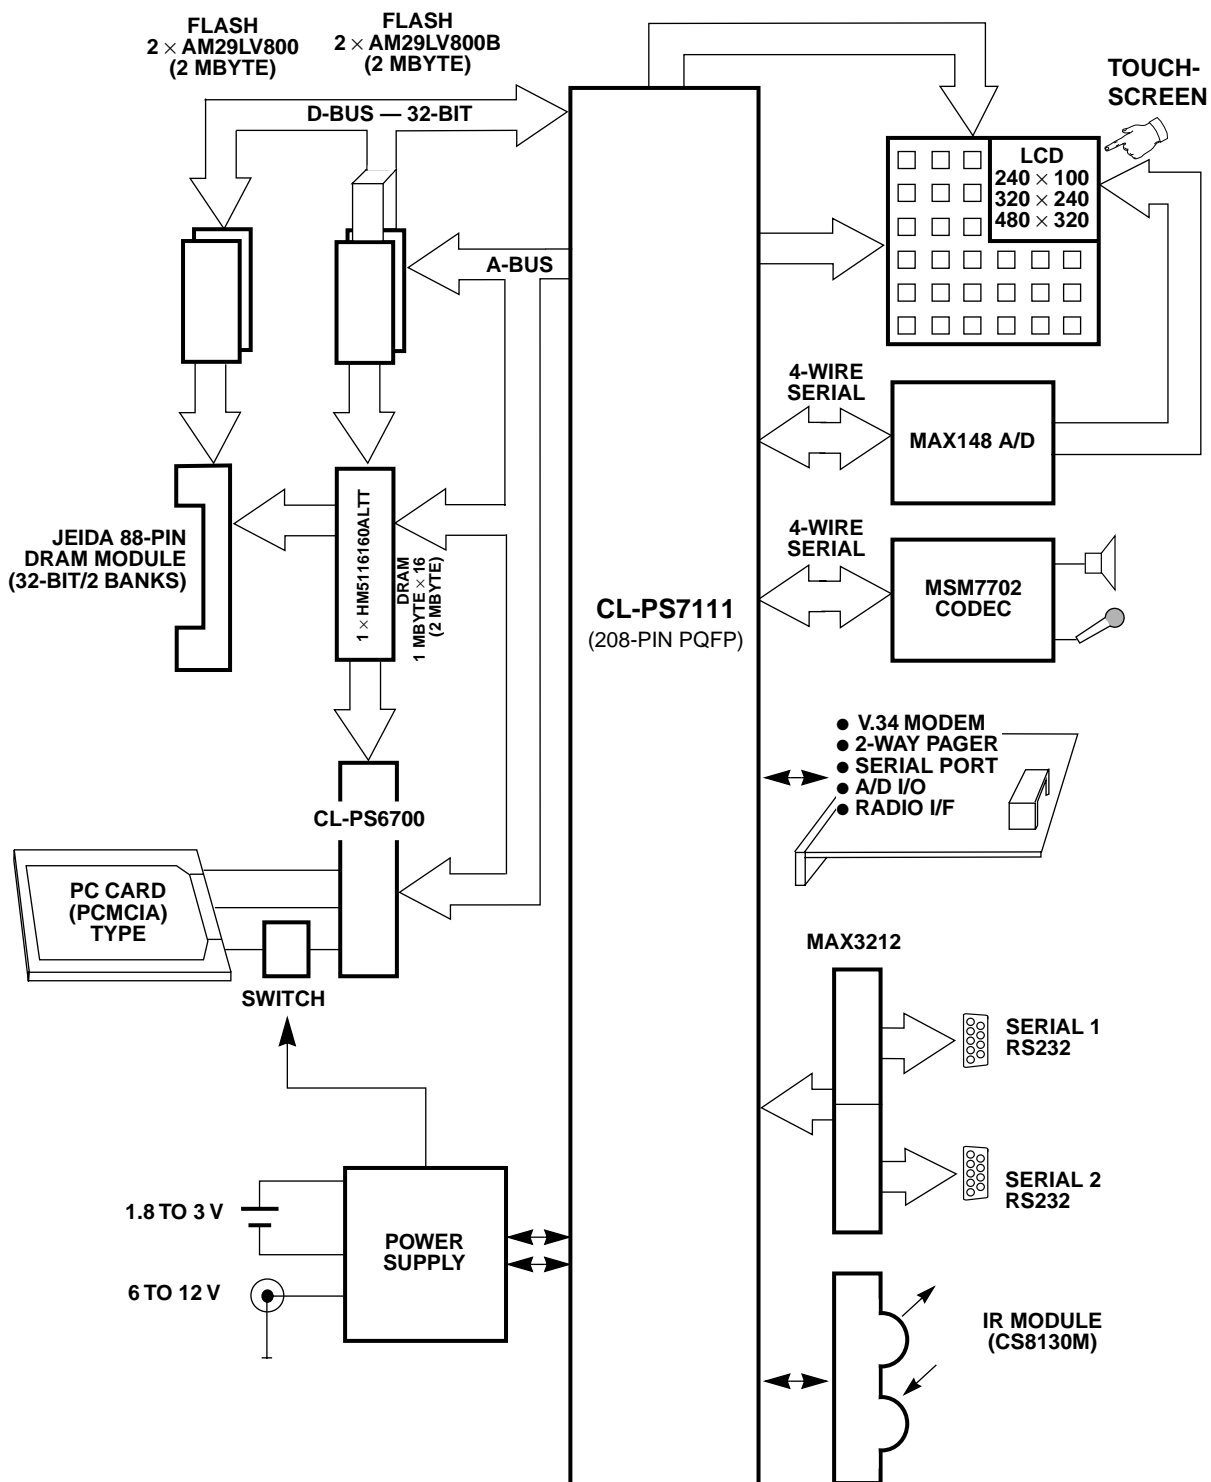 FLASH
2 × AM29LV800
(2 MBYTE)
FLASH
2 × AM29LV800B
(2 MBYTE)
D-BUS — 32-BIT
A-BUS
TOUCH-
SCREEN
LCD
240 × 100
320 × 240
480 × 320
4-WIRE
SERIAL
MAX148 A/D
JEIDA 88-PIN
DRAM MODULE
(32-BIT/2 BANKS)
1 × HM5116160ALTT
DRAM
1 MBYTE × 16
(2 MBYTE)
4-WIRE
SERIAL
MSM7702
CODEC
CL-PS7111
(208-PIN PQFP)
● V.34 MODEM
● 2-WAY PAGER
● SERIAL PORT
● A/D I/O
● RADIO I/F
CL-PS6700
PC CARD
(PCMCIA)
TYPE
SWITCH
MAX3212
SERIAL 1
RS232
SERIAL 2
RS232
1.8 TO 3 V
POWER
SUPPLY
6 TO 12 V
IR MODULE
(CS8130M)